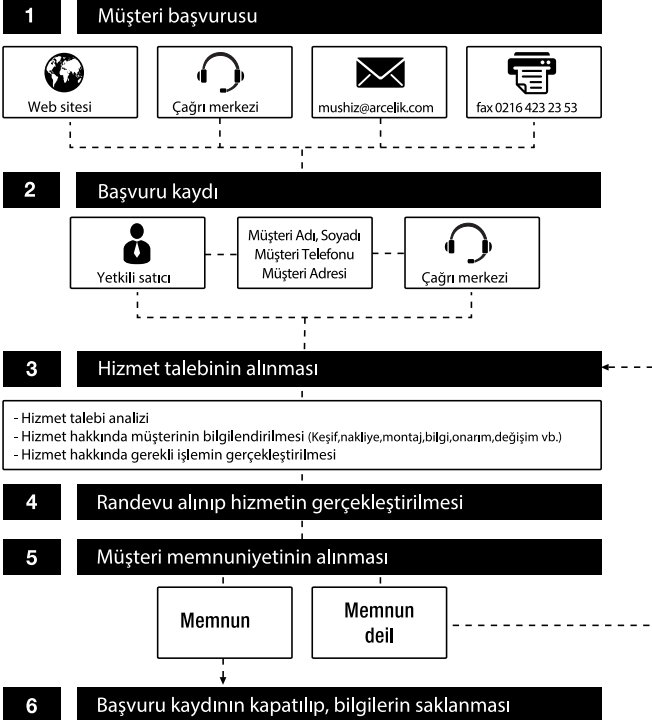 1 Müşteri başvurusu
Web sitesi
Çağrı merkezi
mushiz@arcelik.com
fax 0216 423 23 53
2 Başvuru kaydı
Yetkili satıcı
Müşteri Adı, Soyadı
Müşteri Telefonu
Müşteri Adresi
Çağrı merkezi
3 Hizmet talebinin alınması
- Hizmet talebi analizi
- Hizmet hakkında müşterinin bilgilendirilmesi (Keşif,nakliye,montaj,bilgi,onarım,değişim vb.)
- Hizmet hakkında gerekli işlemin gerçekleştirilmesi
4 Randevu alınıp hizmetin gerçekleştirilmesi
5 Müşteri memnuniyetinin alınması
Memnun
Memnun
deil
6 Başvuru kaydının kapatılıp, bilgilerin saklanması